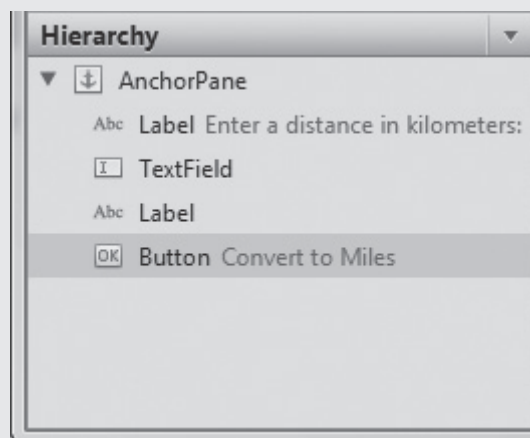 Hierarchy
AnchorPane
Abc Label Enter a distance in kilometers:
I TextField
Abc Label
OK Button Convert to Miles